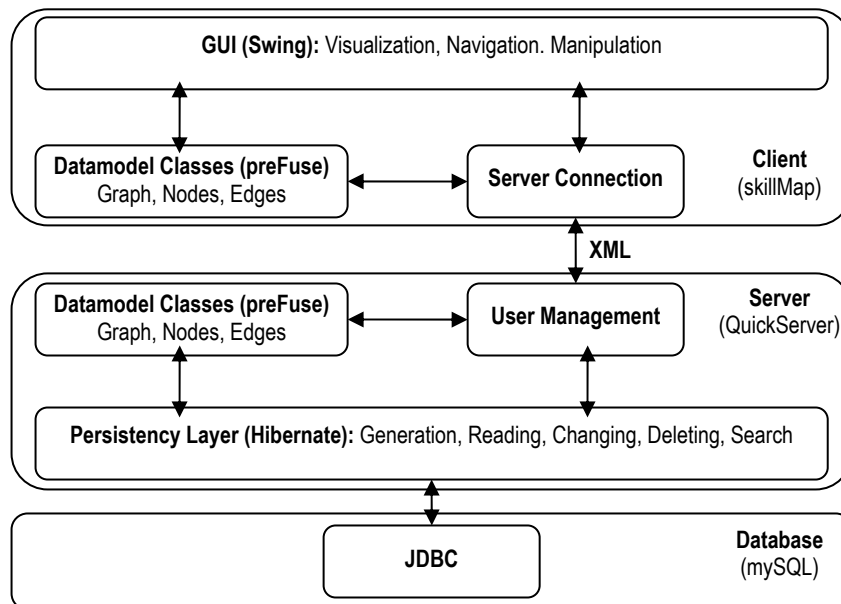 GUI (Swing): Visualization, Navigation. Manipulation
Datamodel Classes (preFuse)
Graph, Nodes, Edges
Server Connection
Client
(skillMap)
XML
Datamodel Classes (preFuse)
Graph, Nodes, Edges
User Management
Server
(QuickServer)
Persistency Layer (Hibernate): Generation, Reading, Changing, Deleting, Search
JDBC
Database
(mySQL)